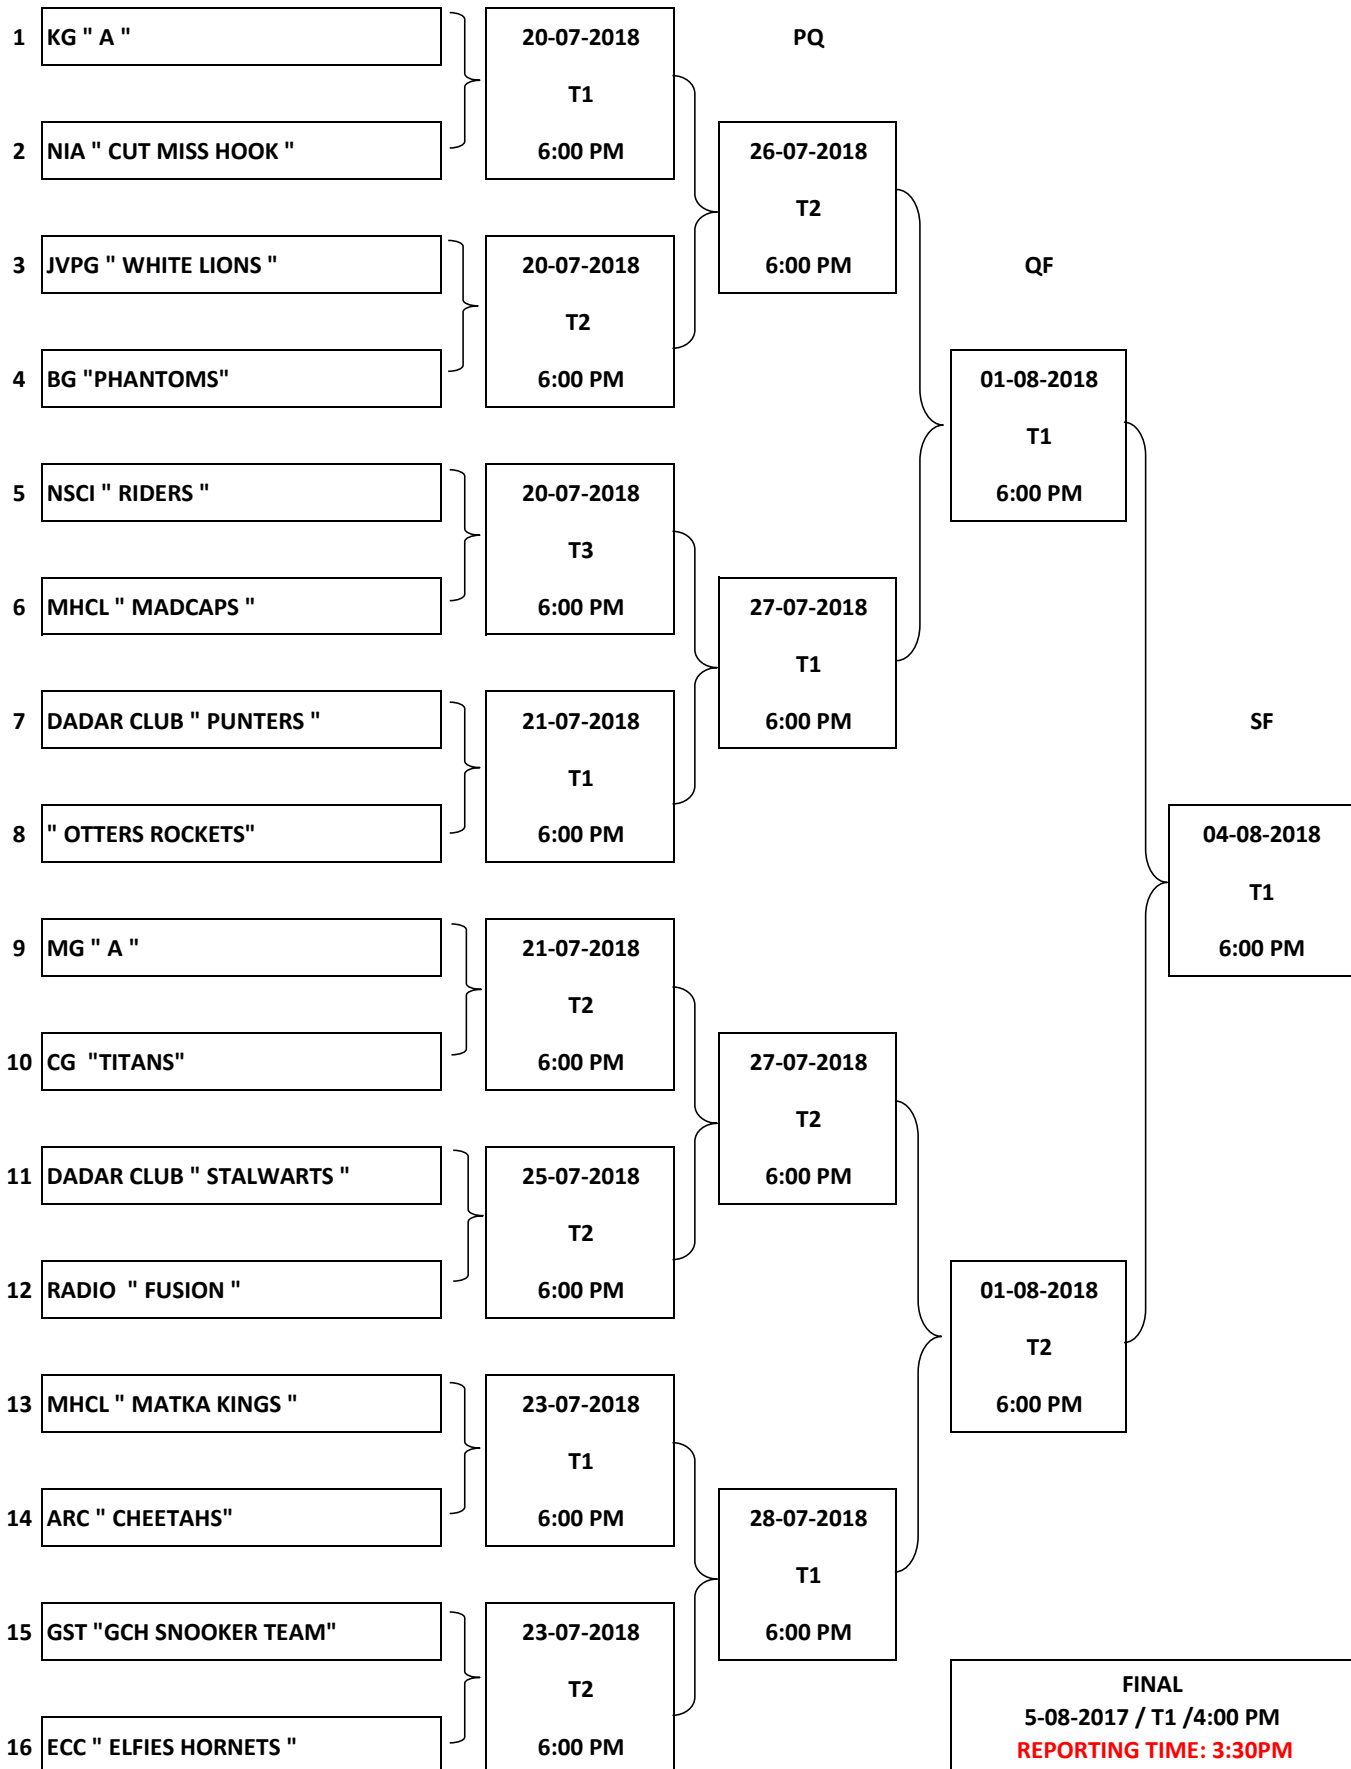 1 KG " A " 20-07-2018 PQ
T1
2 NIA " CUT MISS HOOK " 6:00 PM 26-07-2018
T2
3 JVPG " WHITE LIONS " 20-07-2018 6:00 PM QF
T2
4 BG "PHANTOMS" 6:00 PM 01-08-2018
T1
5 NSCI " RIDERS " 20-07-2018 6:00 PM
T3
6 MHCL " MADCAPS " 6:00 PM 27-07-2018
T1
7 DADAR CLUB " PUNTERS " 21-07-2018 6:00 PM SF
T1
8 " OTTERS ROCKETS" 6:00 PM 04-08-2018
T1
9 MG " A " 21-07-2018 6:00 PM
T2
10 CG "TITANS" 6:00 PM 27-07-2018
T2
11 DADAR CLUB " STALWARTS " 25-07-2018 6:00 PM
T2
12 RADIO " FUSION " 6:00 PM 01-08-2018
T2
13 MHCL " MATKA KINGS " 23-07-2018 6:00 PM
T1
14 ARC " CHEETAHS" 6:00 PM 28-07-2018
T1
15 GST "GCH SNOOKER TEAM" 23-07-2018 6:00 PM
T2 FINAL
5-08-2017 / T1 /4:00 PM
16 ECC " ELFIES HORNETS " 6:00 PM REPORTING TIME: 3:30PM